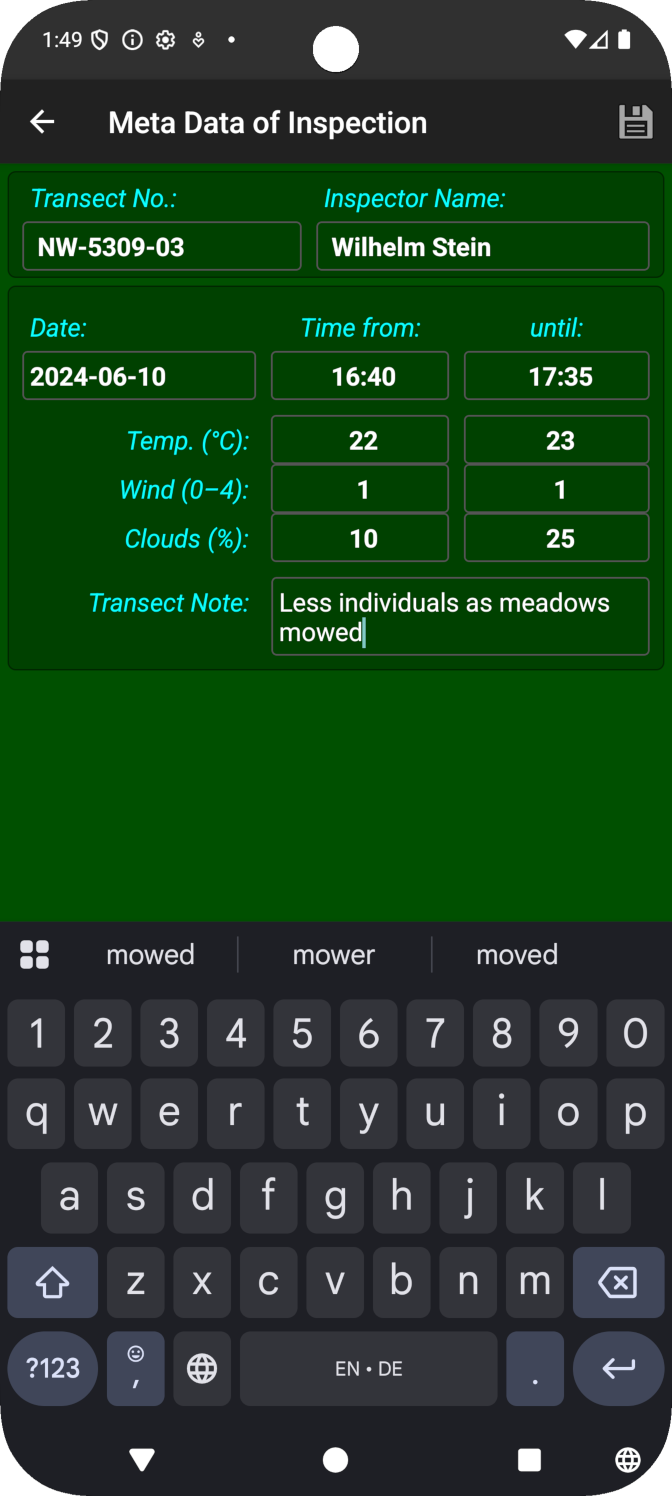 1:49
Meta Data of Inspection
Transect No.: Inspector Name:
NW-5309-03 Wilhelm Stein
Date: Time from: until:
2024-06-10 16:40 17:35
Temp. (°C): 22 23
Wind (0–4): 1 1
Clouds (%): 10 25
Transect Note: Less individuals as meadows
mowed
mowed mower moved
1 2 3 4 5 6 7 8 9 0
q w e r t y u i o p
a s d f g h j k l
z x c v b n m
?123 , EN • DE .